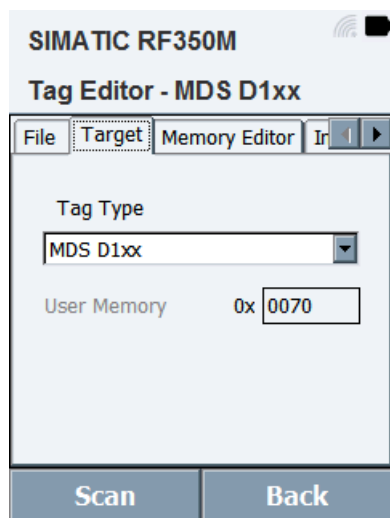 SIMATIC RF350M
Tag Editor - MDS D1xx
File Target Memory Editor Ir
Tag Type
MDS D1xx
User Memory 0x 0070
Scan Back